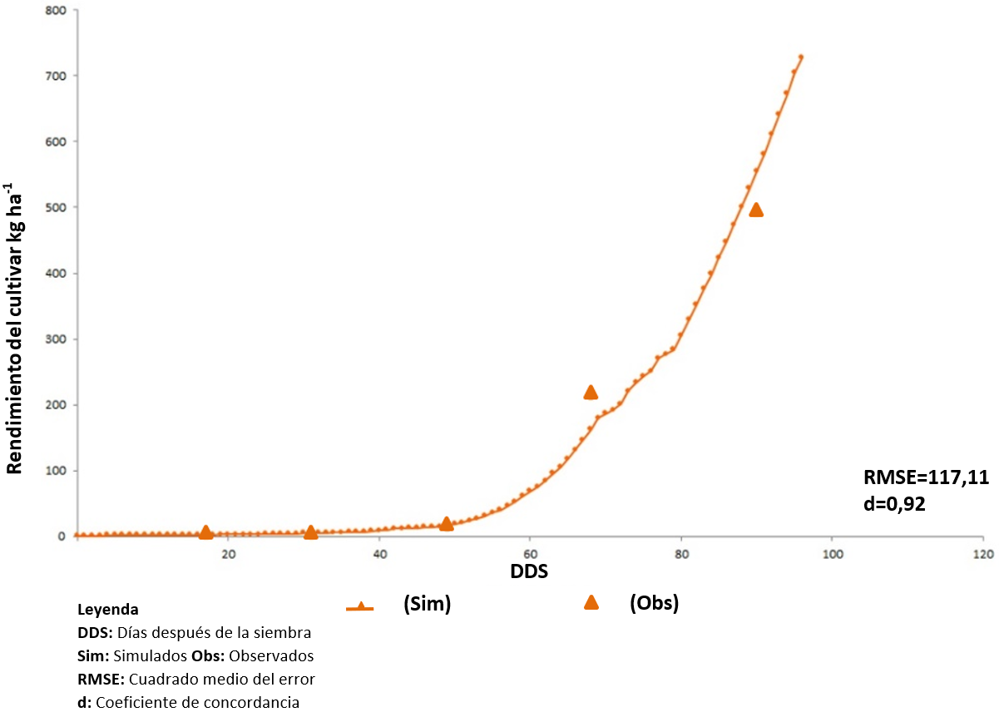 800
700
600
500
400
300
200
100
0
Rendimiento del cultivar kg ha-1
20 40 60 80 100 120
DDS
RMSE=117,11
d=0,92
(Sim) (Obs)
Leyenda
DDS: Días después de la siembra
Sim: Simulados Obs: Observados
RMSE: Cuadrado medio del error
d: Coeficiente de concordancia